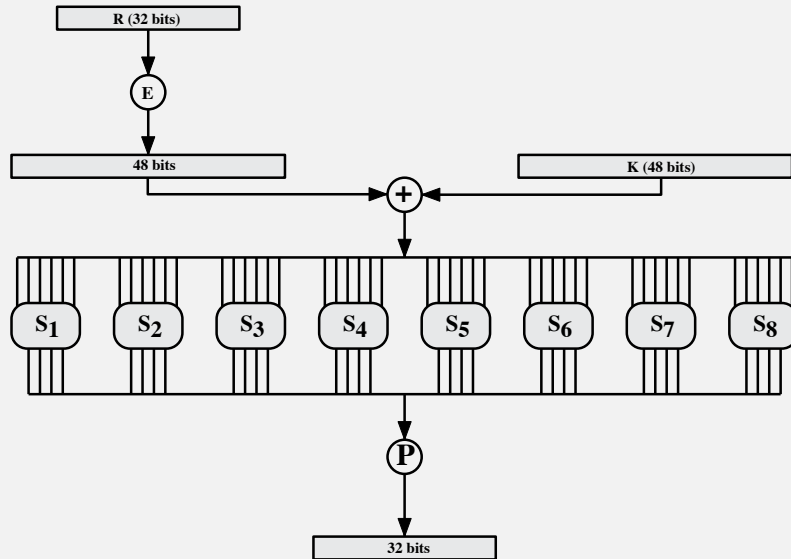 R (32 bits)
E
48 bits
K (48 bits)
+
S1 S2 S3 S4 S5 S6 S7 S8
P
32 bits